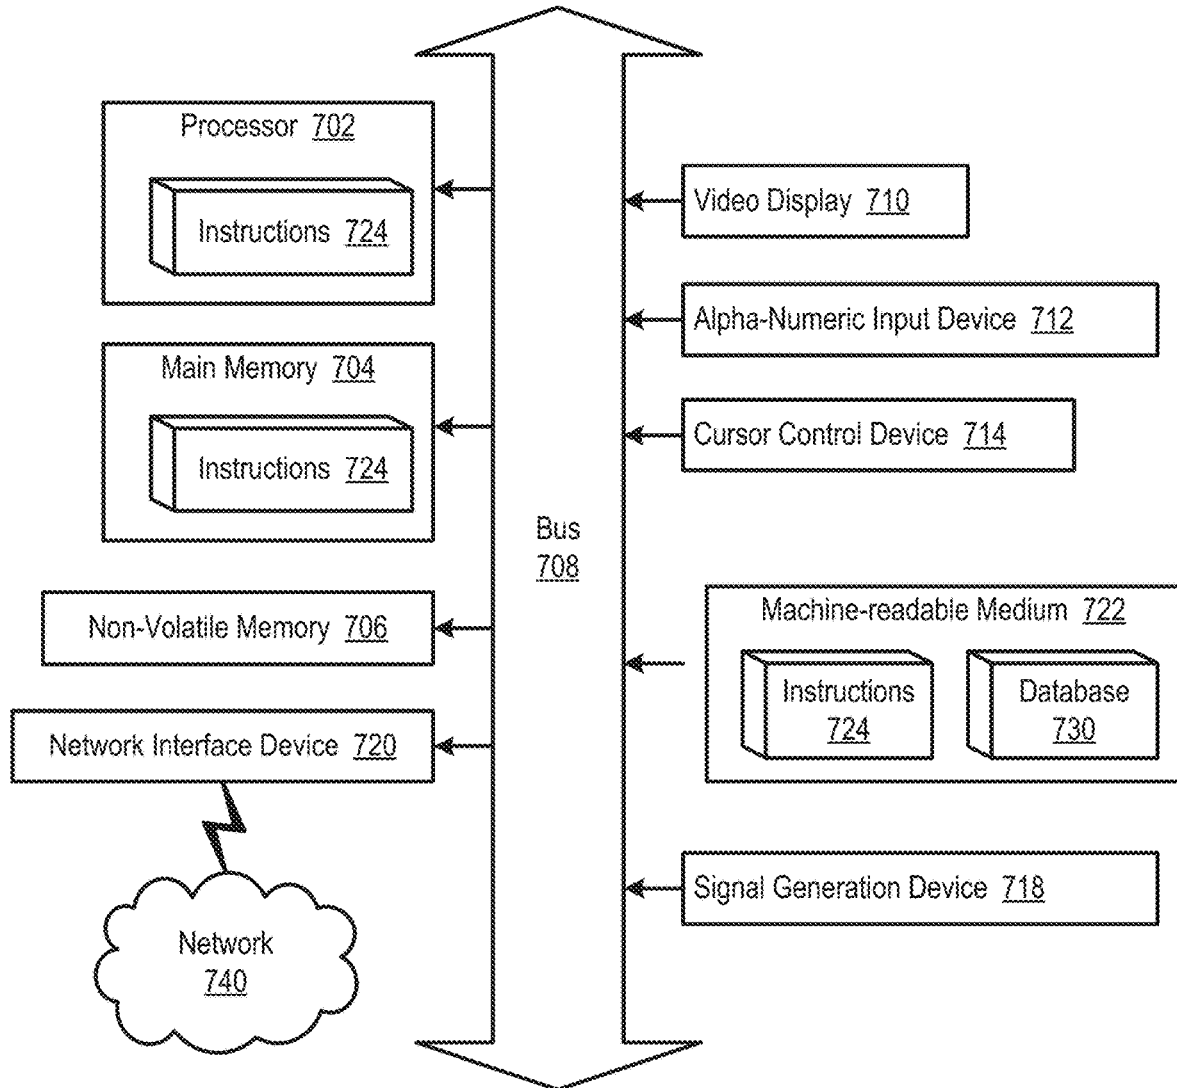 Processor 702
Instructions 724
Main Memory 704
Instructions 724
Non-Volatile Memory 706
Network Interface Device 720
Network
740
Bus
708
Video Display 710
Alpha-Numeric Input Device 712
Cursor Control Device 714
Machine-readable Medium 722
Instructions
724
Database
730
Signal Generation Device 718